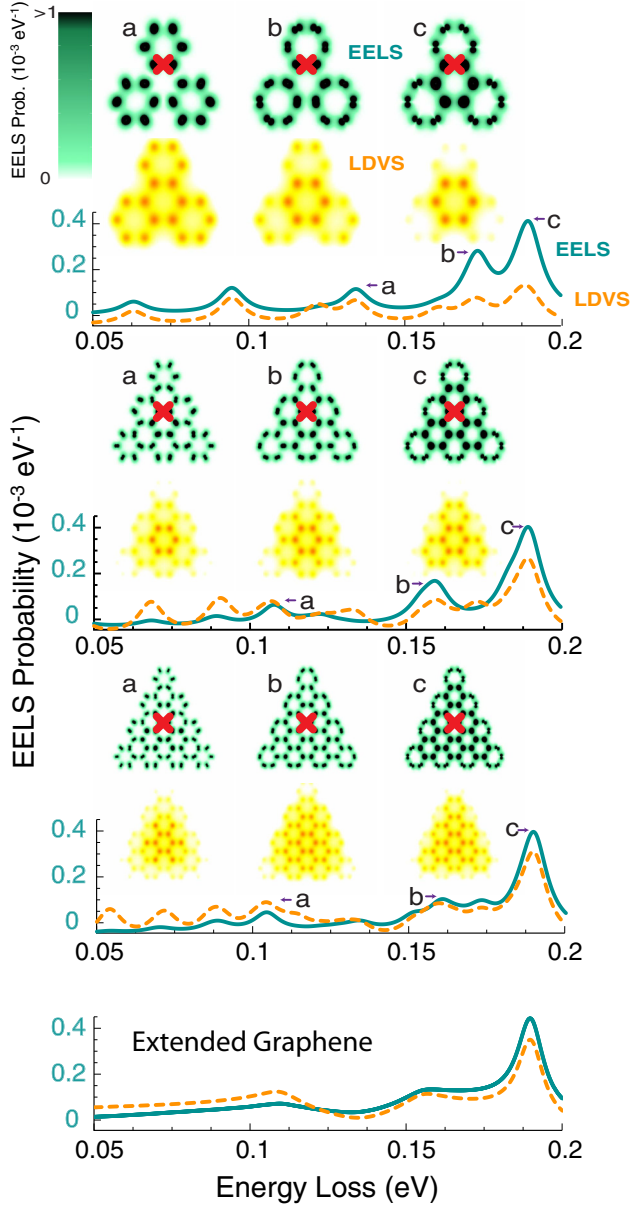 >1
EELS Prob. (10⁻³ eV⁻¹)
0
a
b
c
EELS
LDVS
0.4
0.2
0
a
b
c
EELS
LDVS
0.05
0.1
0.15
0.2
a
b
c
0.4
0.2
0
a
b
c
0.05
0.1
0.15
0.2
EELS Probability (10⁻³ eV⁻¹)
a
b
c
0.4
0.2
0
a
b
c
0.05
0.1
0.15
0.2
Extended Graphene
0.4
0.2
0
0.05
0.1
0.15
0.2
Energy Loss (eV)